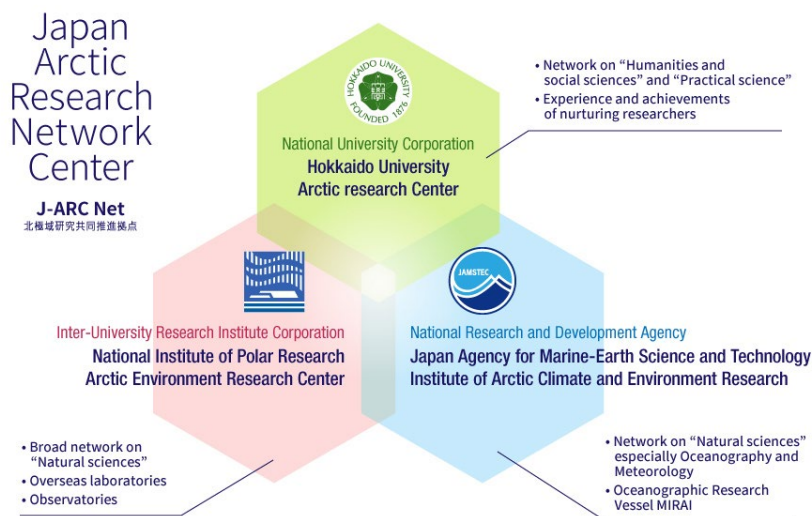 Japan
Arctic
Research
Network
Center
J-ARC Net
北極域研究共同推進拠点
HOKKAIDO UNIVERSITY
FOUNDED 1876
National University Corporation
Hokkaido University
Arctic research Center
• Network on “Humanities and
social sciences” and “Practical science”
• Experience and achievements
of nurturing researchers
Inter-University Research Institute Corporation
National Institute of Polar Research
Arctic Environment Research Center
JAMSTEC
National Research and Development Agency
Japan Agency for Marine-Earth Science and Technology
Institute of Arctic Climate and Environment Research
• Broad network on
“Natural sciences”
• Overseas laboratories
• Observatories
• Network on “Natural sciences”
especially Oceanography and
Meteorology
• Oceanographic Research
Vessel MIRAI